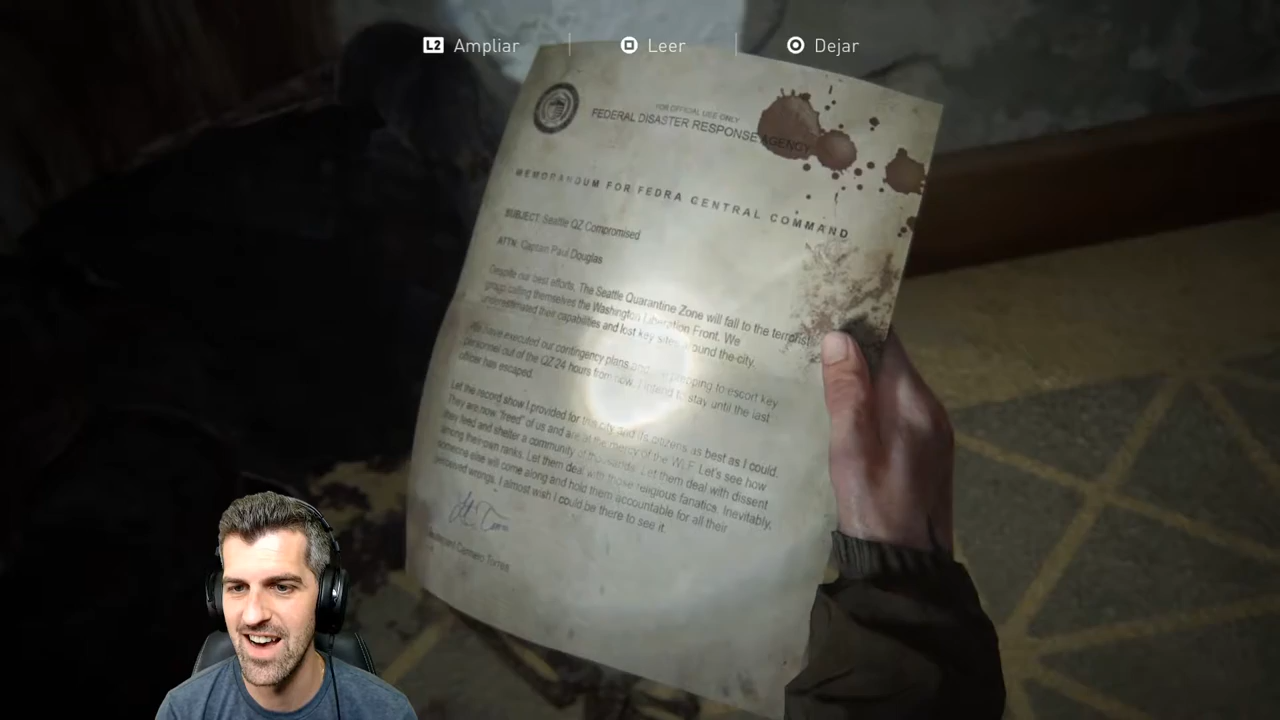 L2 Ampliar
Leer
Dejar
FOR OFFICIAL USE ONLY
FEDERAL DISASTER RESPONSE AGENCY
MEMORANDUM FOR FEDRA CENTRAL COMMAND
SUBJECT: Seattle QZ Compromised
ATTN: Captain Paul Douglas
Despite our best efforts, The Seattle Quarantine Zone will fall to the terrorist
group calling themselves the Washington Liberation Front. We
underestimated their capabilities and lost key sites around the city.
We have executed our contingency plans and prepping to escort key
personnel out of the QZ 24 hours from now. I intend to stay until the last
officer has escaped.
Let the record show I provided for this city and its citizens as best as I could.
They are now "freed" of us and are at the mercy of the WLF. Let's see how
they feed and shelter a community of thousands. Let them deal with dissent
among their own ranks. Let them deal with those religious fanatics. Inevitably,
someone else will come along and hold them accountable for all their
perceived wrongs. I almost wish I could be there to see it.
Torres